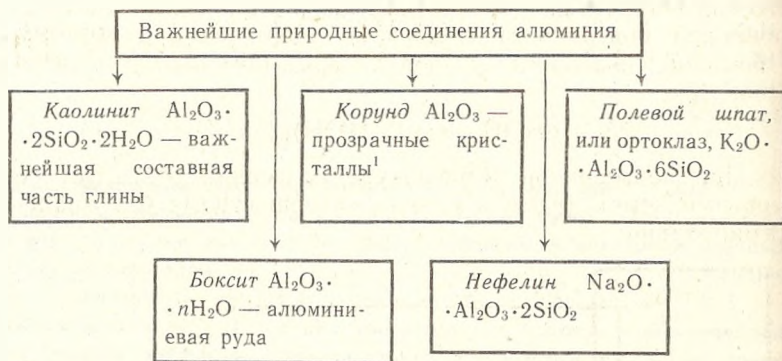 Важнейшие природные соединения алюминия
Каолинит Al₂O₃·
·2SiO₂·2H₂O — важ-
нейшая составная
часть глины
Корунд Al₂O₃ —
прозрачные крис-
таллы¹
Полевой шпат,
или ортоклаз, K₂O·
·Al₂O₃·6SiO₂
Боксит Al₂O₃·
·nH₂O — алюмини-
евая руда
Нефелин Na₂O·
·Al₂O₃·2SiO₂